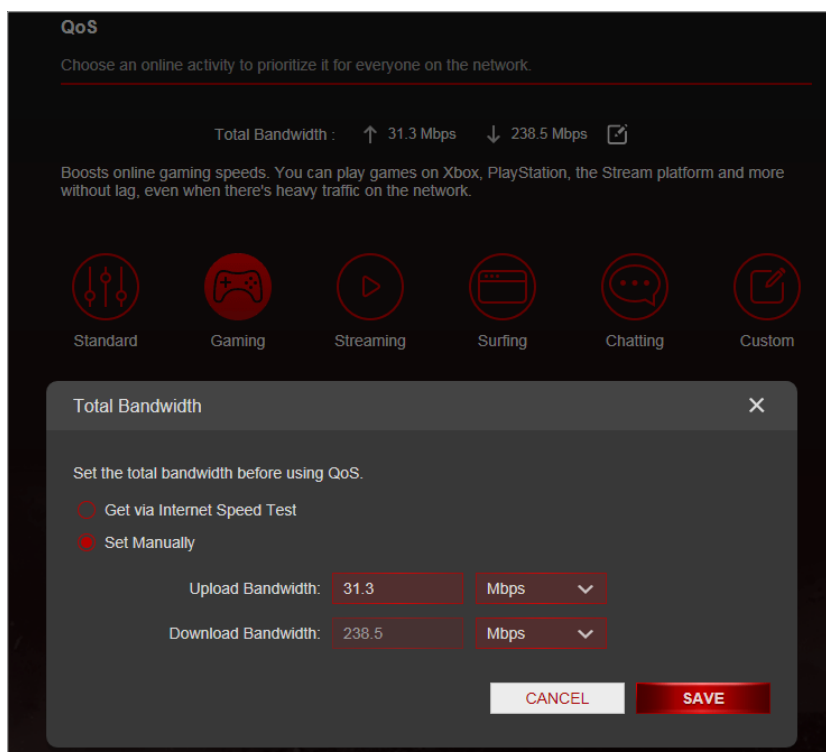 QoS
Choose an online activity to prioritize it for everyone on the network.
Total Bandwidth : ↑ 31.3 Mbps ↓ 238.5 Mbps
Boosts online gaming speeds. You can play games on Xbox, PlayStation, the Stream platform and more
without lag, even when there's heavy traffic on the network.
Standard Gaming Streaming Surfing Chatting Custom
Total Bandwidth
Set the total bandwidth before using QoS.
Get via Internet Speed Test
Set Manually
Upload Bandwidth: 31.3 Mbps
Download Bandwidth: 238.5 Mbps
CANCEL SAVE